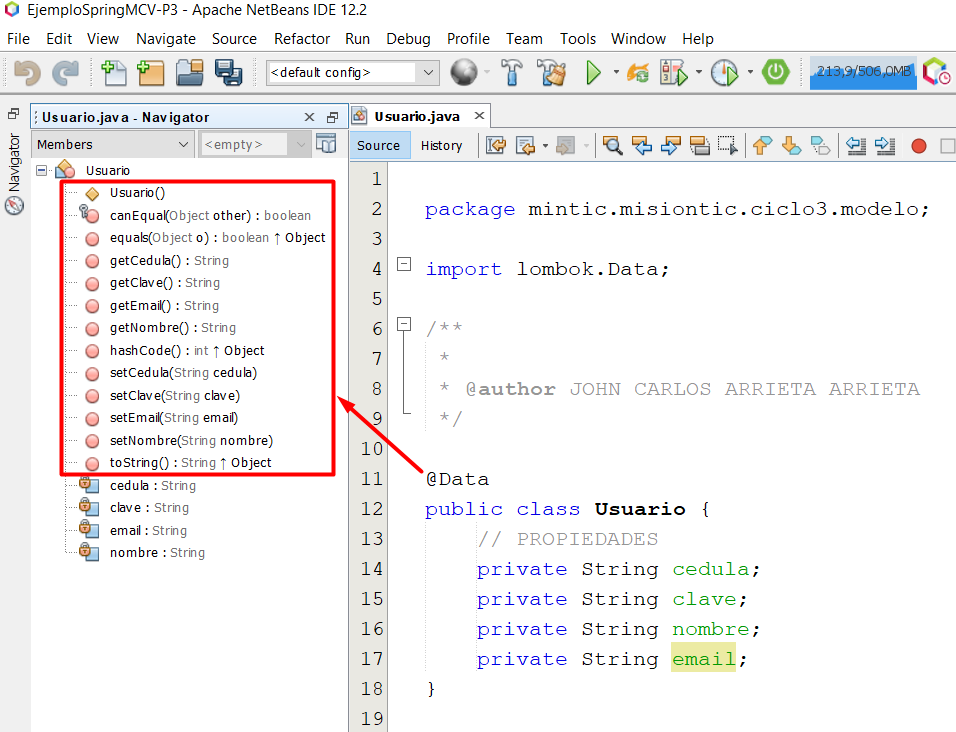 EjemploSpringMCV-P3 - Apache NetBeans IDE 12.2
File Edit View Navigate Source Refactor Run Debug Profile Team Tools Window Help
<default config>
213,9/506,0MB
Navigator
Usuario.java - Navigator
Members
<empty>
Usuario
Usuario()
canEqual(Object other) : boolean
equals(Object o) : boolean ↑ Object
getCedula() : String
getClave() : String
getEmail() : String
getNombre() : String
hashCode() : int ↑ Object
setCedula(String cedula)
setClave(String clave)
setEmail(String email)
setNombre(String nombre)
toString() : String ↑ Object
cedula : String
clave : String
email : String
nombre : String
Usuario.java
Source History
1
2 package mintic.misiontic.ciclo3.modelo;
3
4 import lombok.Data;
5
6 /**
7 *
8 * @author JOHN CARLOS ARRIETA ARRIETA
9 */
10
11 @Data
12 public class Usuario {
13 // PROPIEDADES
14 private String cedula;
15 private String clave;
16 private String nombre;
17 private String email;
18 }
19